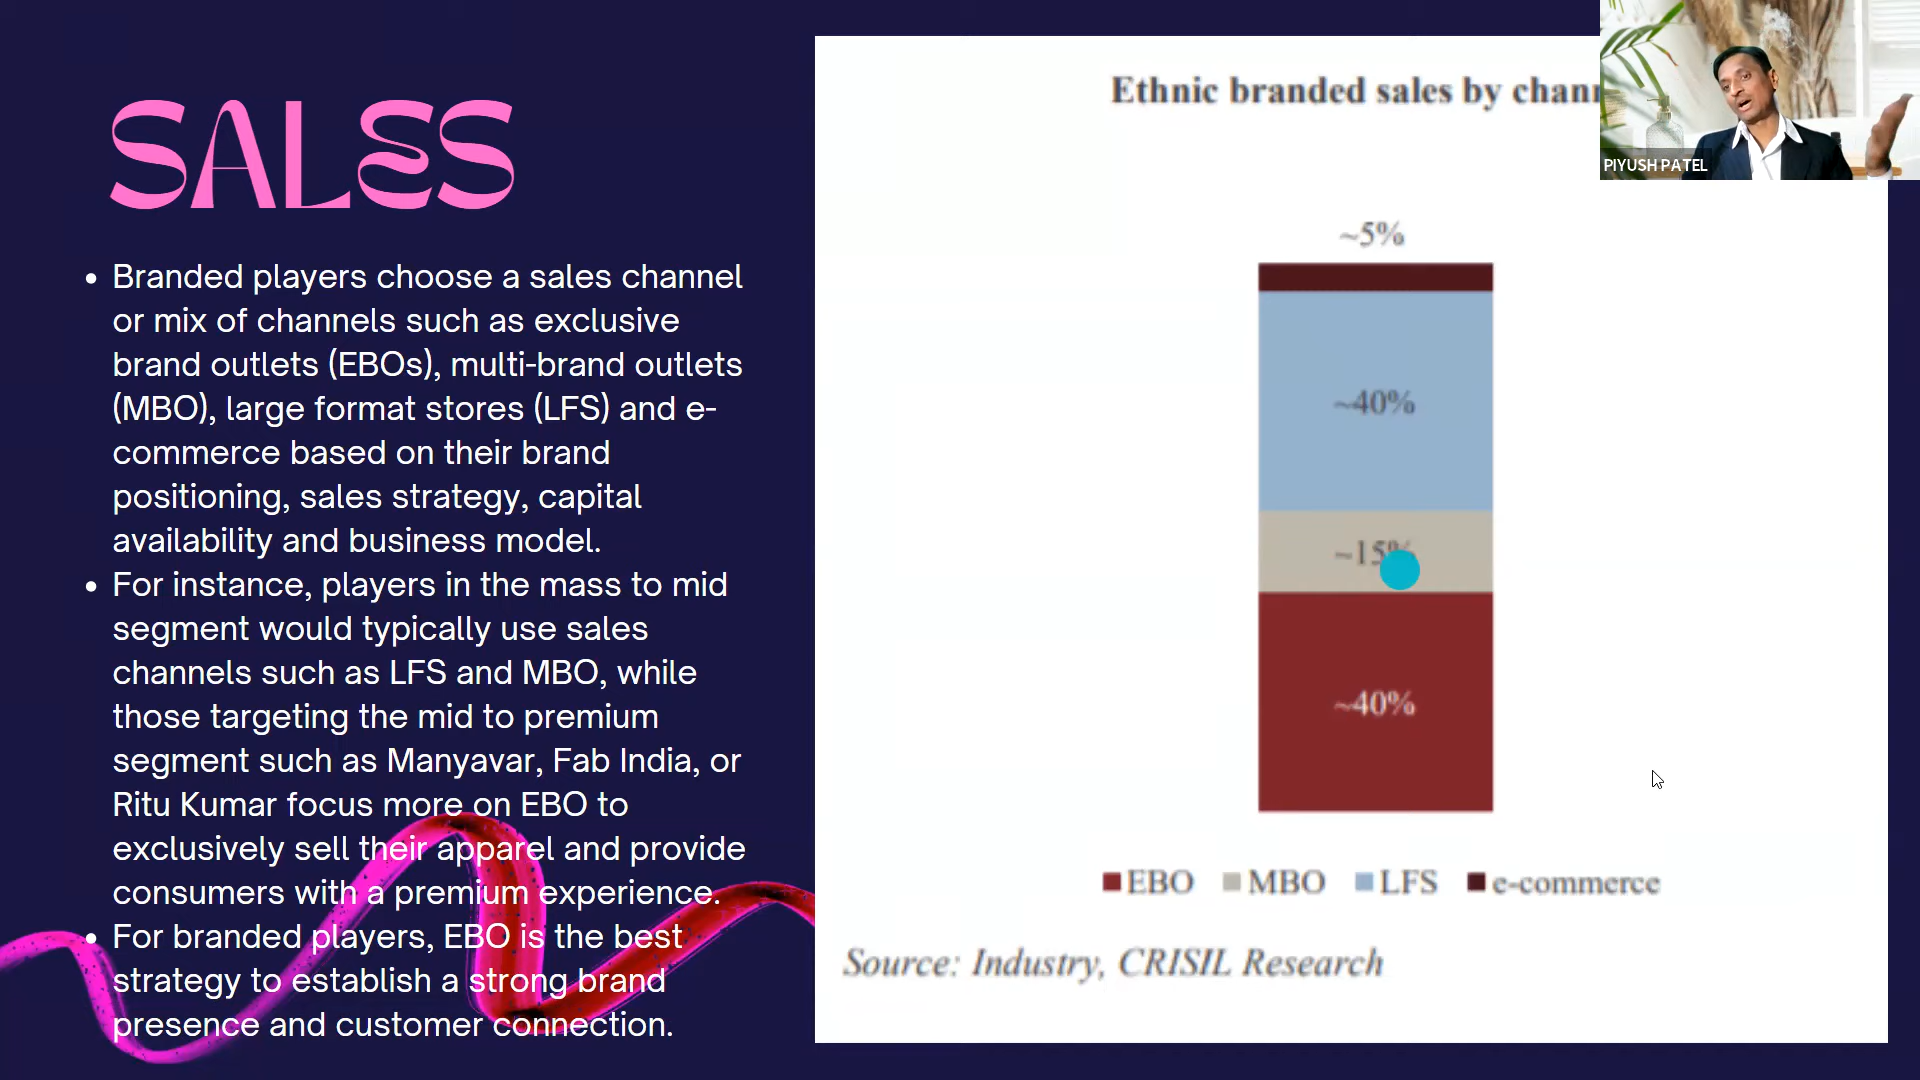 SALES
• Branded players choose a sales channel
or mix of channels such as exclusive
brand outlets (EBOs), multi-brand outlets
(MBO), large format stores (LFS) and e-
commerce based on their brand
positioning, sales strategy, capital
availability and business model.
• For instance, players in the mass to mid
segment would typically use sales
channels such as LFS and MBO, while
those targeting the mid to premium
segment such as Manyavar, Fab India, or
Ritu Kumar focus more on EBO to
exclusively sell their apparel and provide
consumers with a premium experience.
• For branded players, EBO is the best
strategy to establish a strong brand
presence and customer connection.
Ethnic branded sales by
~5%
~40%
~15%
~40%
EBO MBO LFS e-commerce
Source: Industry, CRISIL Research
PIYUSH PATEL